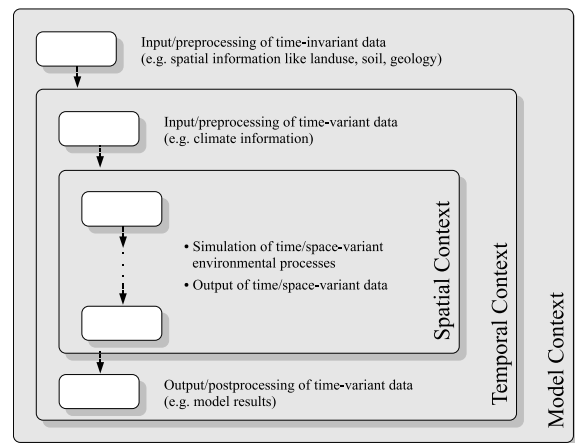 Input/preprocessing of time-invariant data
(e.g. spatial information like landuse, soil, geology)
Input/preprocessing of time-variant data
(e.g. climate information)
• Simulation of time/space-variant
environmental processes
• Output of time/space-variant data
Spatial Context
Output/postprocessing of time-variant data
(e.g. model results)
Temporal Context
Model Context